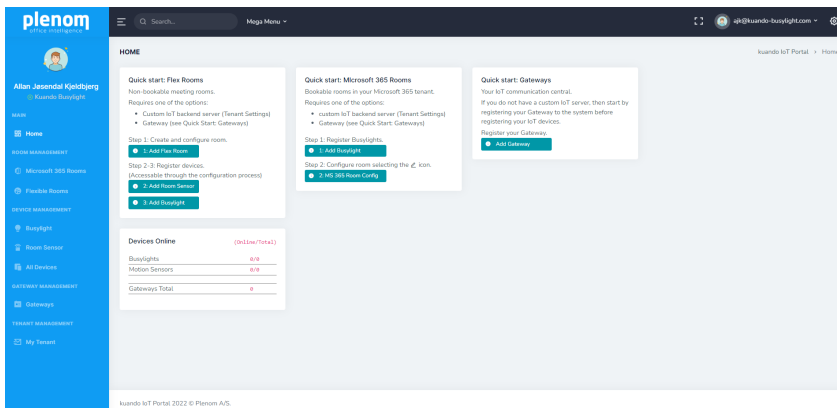 plenom
office intelligence
Search...
Mega Menu
ajk@kuando-busylight.com
Allan Jøsendal Kjeldbjerg
Kuando Busylight
MAIN
Home
ROOM MANAGEMENT
Microsoft 365 Rooms
Flexible Rooms
DEVICE MANAGEMENT
Busylight
Room Sensor
All Devices
GATEWAY MANAGEMENT
Gateways
TENANT MANAGEMENT
My Tenant
HOME
kuando IoT Portal > Home
Quick start: Flex Rooms
Non-bookable meeting rooms.
Requires one of the options:
• Custom IoT backend server (Tenant Settings)
• Gateway (see Quick Start: Gateways)
Step 1: Create and configure room.
1: Add Flex Room
Step 2-3: Register devices.
(Accessable through the configuration process)
2: Add Room Sensor
3: Add Busylight
Quick start: Microsoft 365 Rooms
Bookable rooms in your Microsoft 365 tenant.
Requires one of the options:
• custom IoT backend server (Tenant Settings)
• Gateway (see Quick Start: Gateways)
Step 1: Register Busylights.
1: Add Busylight
Step 2: Configure room selecting the icon.
2: MS 365 Room Config
Quick start: Gateways
Your IoT communication central.
If you do not have a custom IoT server, then start by
registering your Gateway to the system before
registering your IoT devices.
Register your Gateway.
Add Gateway
Devices Online (Online/Total)
Busylights 0/0
Motion Sensors 0/0
Gateways Total 0
kuando IoT Portal 2022 © Plenom A/S.